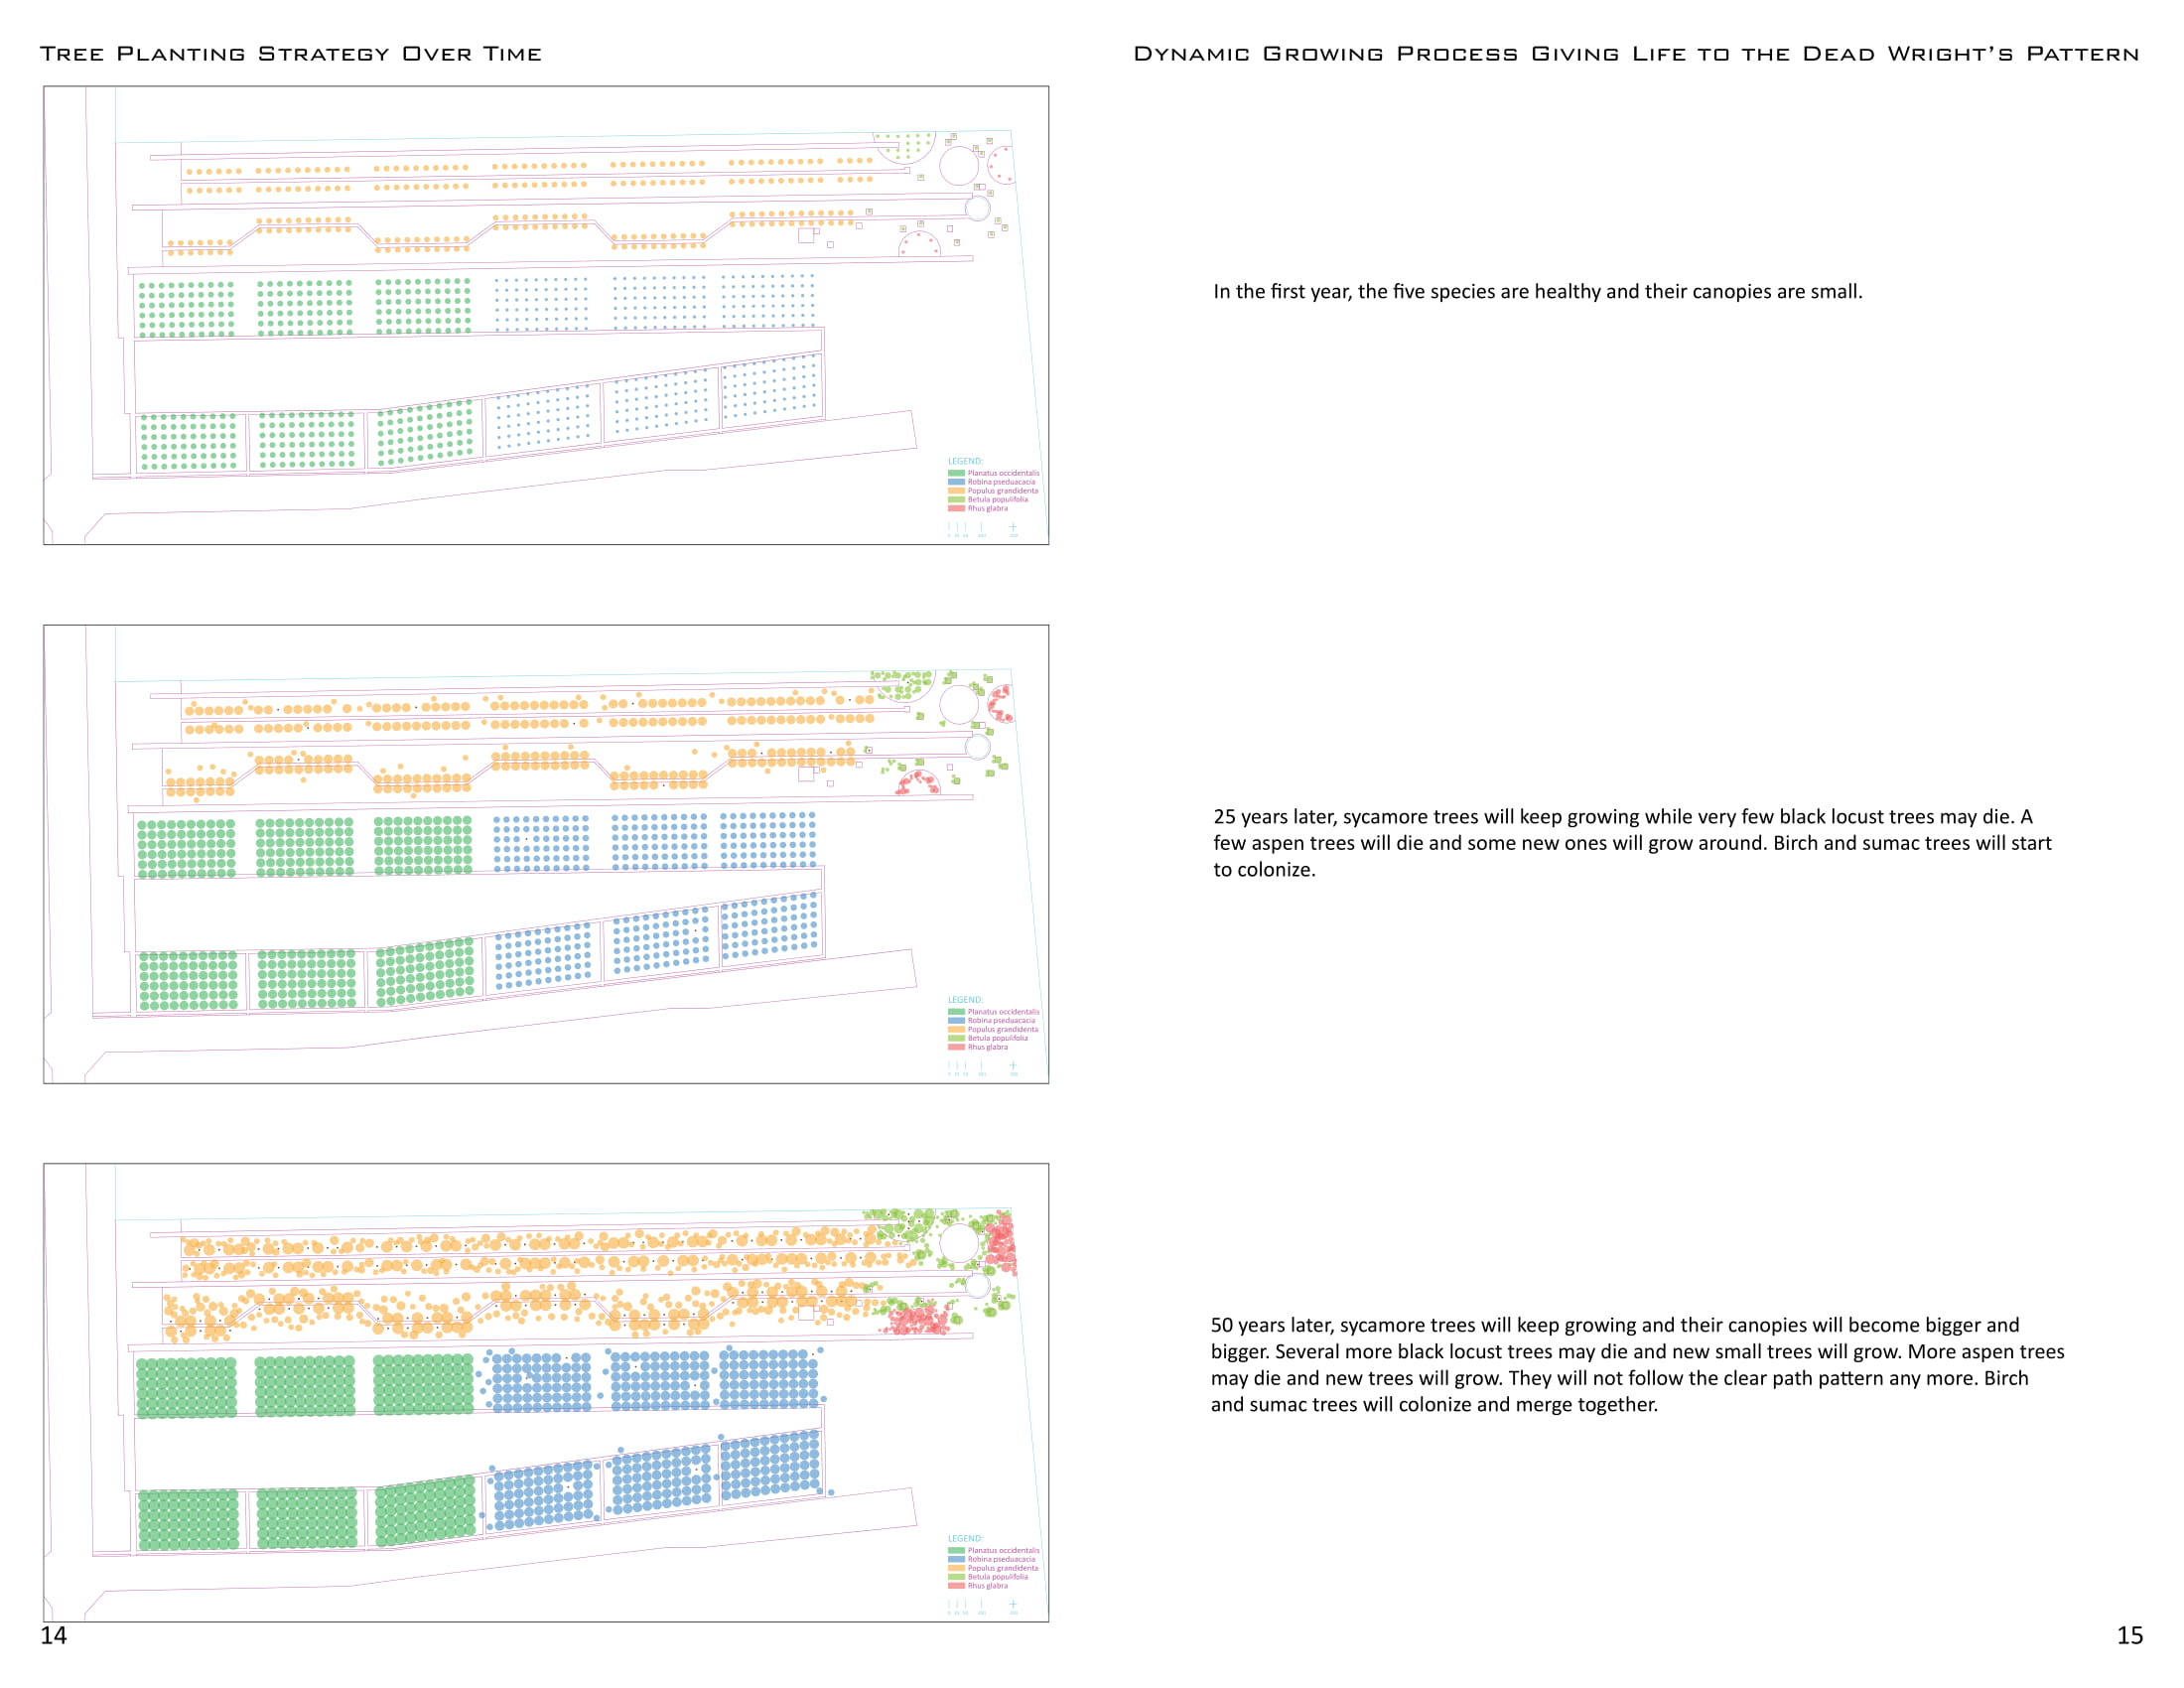 Tree Planting Strategy Over Time
Dynamic Growing Process Giving Life to the Dead Wright's Pattern
LEGEND:
Planatus occidentalis
Robina pseduacacia
Populus grandidenta
Betula populifolia
Rhus glabra
In the first year, the five species are healthy and their canopies are small.
LEGEND:
Planatus occidentalis
Robina pseduacacia
Populus grandidenta
Betula populifolia
Rhus glabra
25 years later, sycamore trees will keep growing while very few black locust trees may die. A
few aspen trees will die and some new ones will grow around. Birch and sumac trees will start
to colonize.
LEGEND:
Planatus occidentalis
Robina pseduacacia
Populus grandidenta
Betula populifolia
Rhus glabra
50 years later, sycamore trees will keep growing and their canopies will become bigger and
bigger. Several more black locust trees may die and new small trees will grow. More aspen trees
may die and new trees will grow. They will not follow the clear path pattern any more. Birch
and sumac trees will colonize and merge together.
14
15